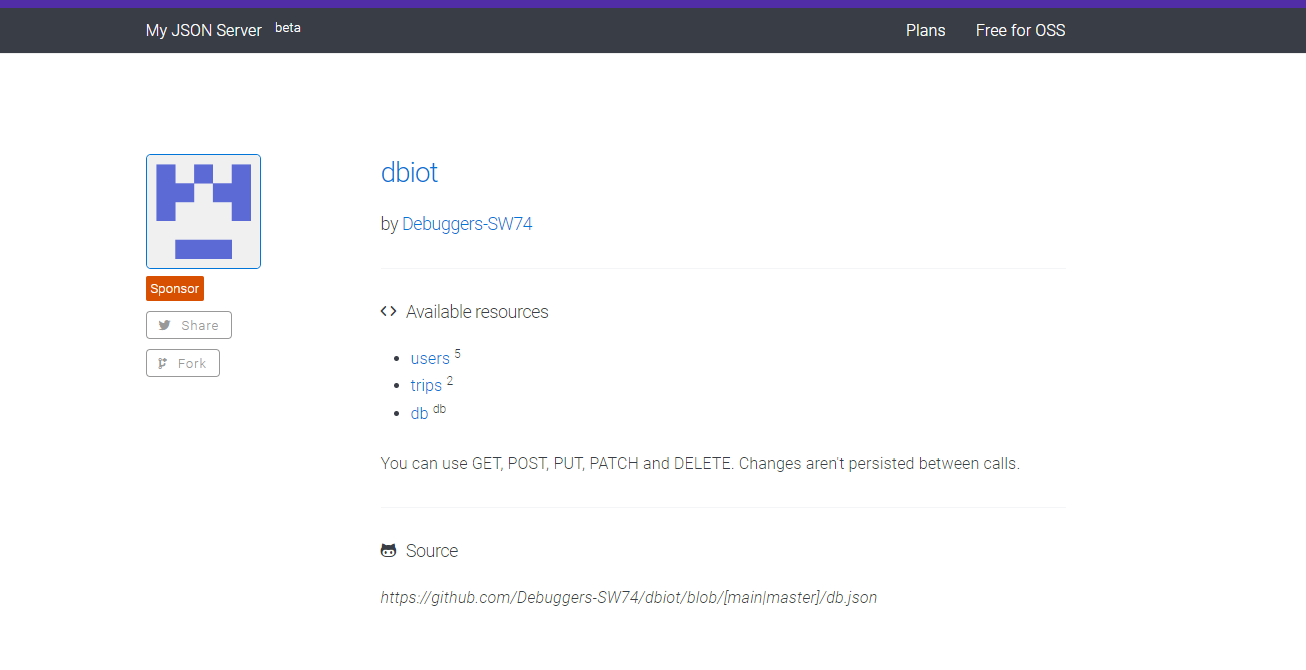 My JSON Server beta Plans Free for OSS
dbiot
by Debuggers-SW74
Sponsor
Share
Fork
Available resources
users 5
trips 2
db db
You can use GET, POST, PUT, PATCH and DELETE. Changes aren't persisted between calls.
Source
https://github.com/Debuggers-SW74/dbiot/blob/[main|master]/db.json